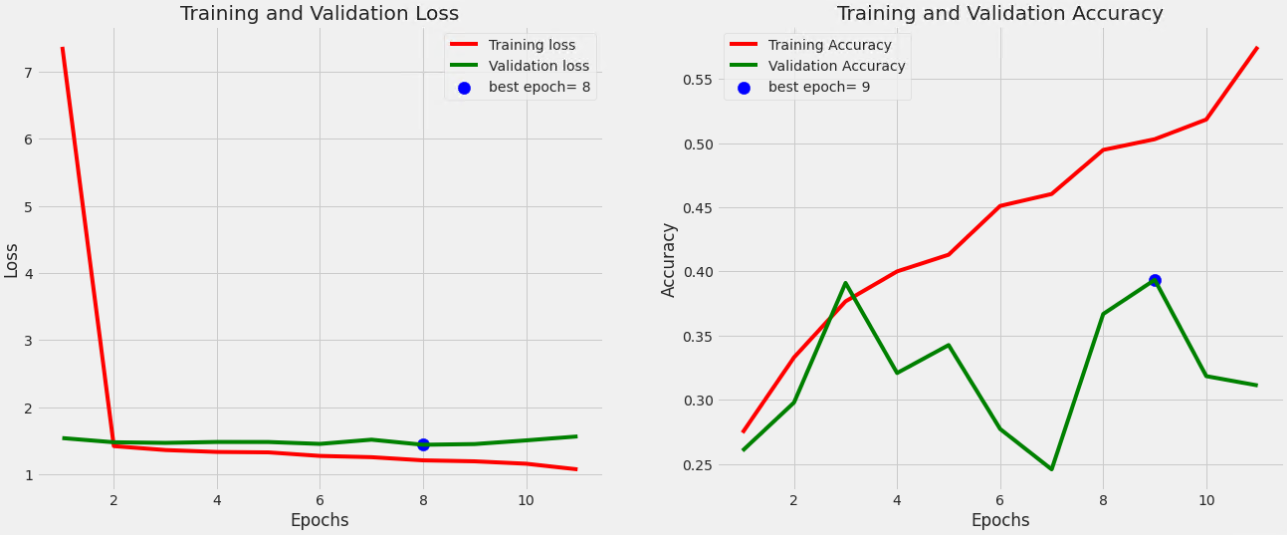 Training and Validation Loss
Training loss
Validation loss
best epoch= 8
7
6
5
4
3
2
1
Loss
2
4
6
8
10
Epochs
Training and Validation Accuracy
Training Accuracy
Validation Accuracy
best epoch= 9
0.55
0.50
0.45
0.40
0.35
0.30
0.25
Accuracy
2
4
6
8
10
Epochs